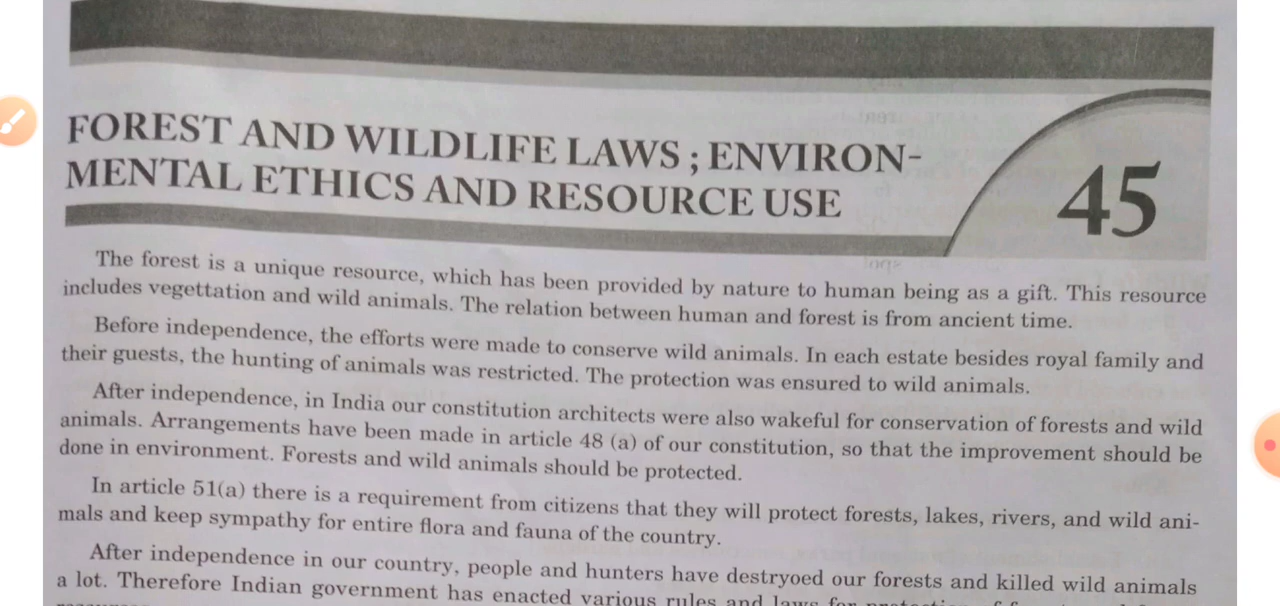 FOREST AND WILDLIFE LAWS ; ENVIRON-
MENTAL ETHICS AND RESOURCE USE
45
The forest is a unique resource, which has been provided by nature to human being as a gift. This resource
includes vegettation and wild animals. The relation between human and forest is from ancient time.
Before independence, the efforts were made to conserve wild animals. In each estate besides royal family and
their guests, the hunting of animals was restricted. The protection was ensured to wild animals.
After independence, in India our constitution architects were also wakeful for conservation of forests and wild
animals. Arrangements have been made in article 48 (a) of our constitution, so that the improvement should be
done in environment. Forests and wild animals should be protected.
In article 51(a) there is a requirement from citizens that they will protect forests, lakes, rivers, and wild ani-
mals and keep sympathy for entire flora and fauna of the country.
After independence in our country, people and hunters have destryoed our forests and killed wild animals
a lot. Therefore Indian government has enacted various rules and laws for